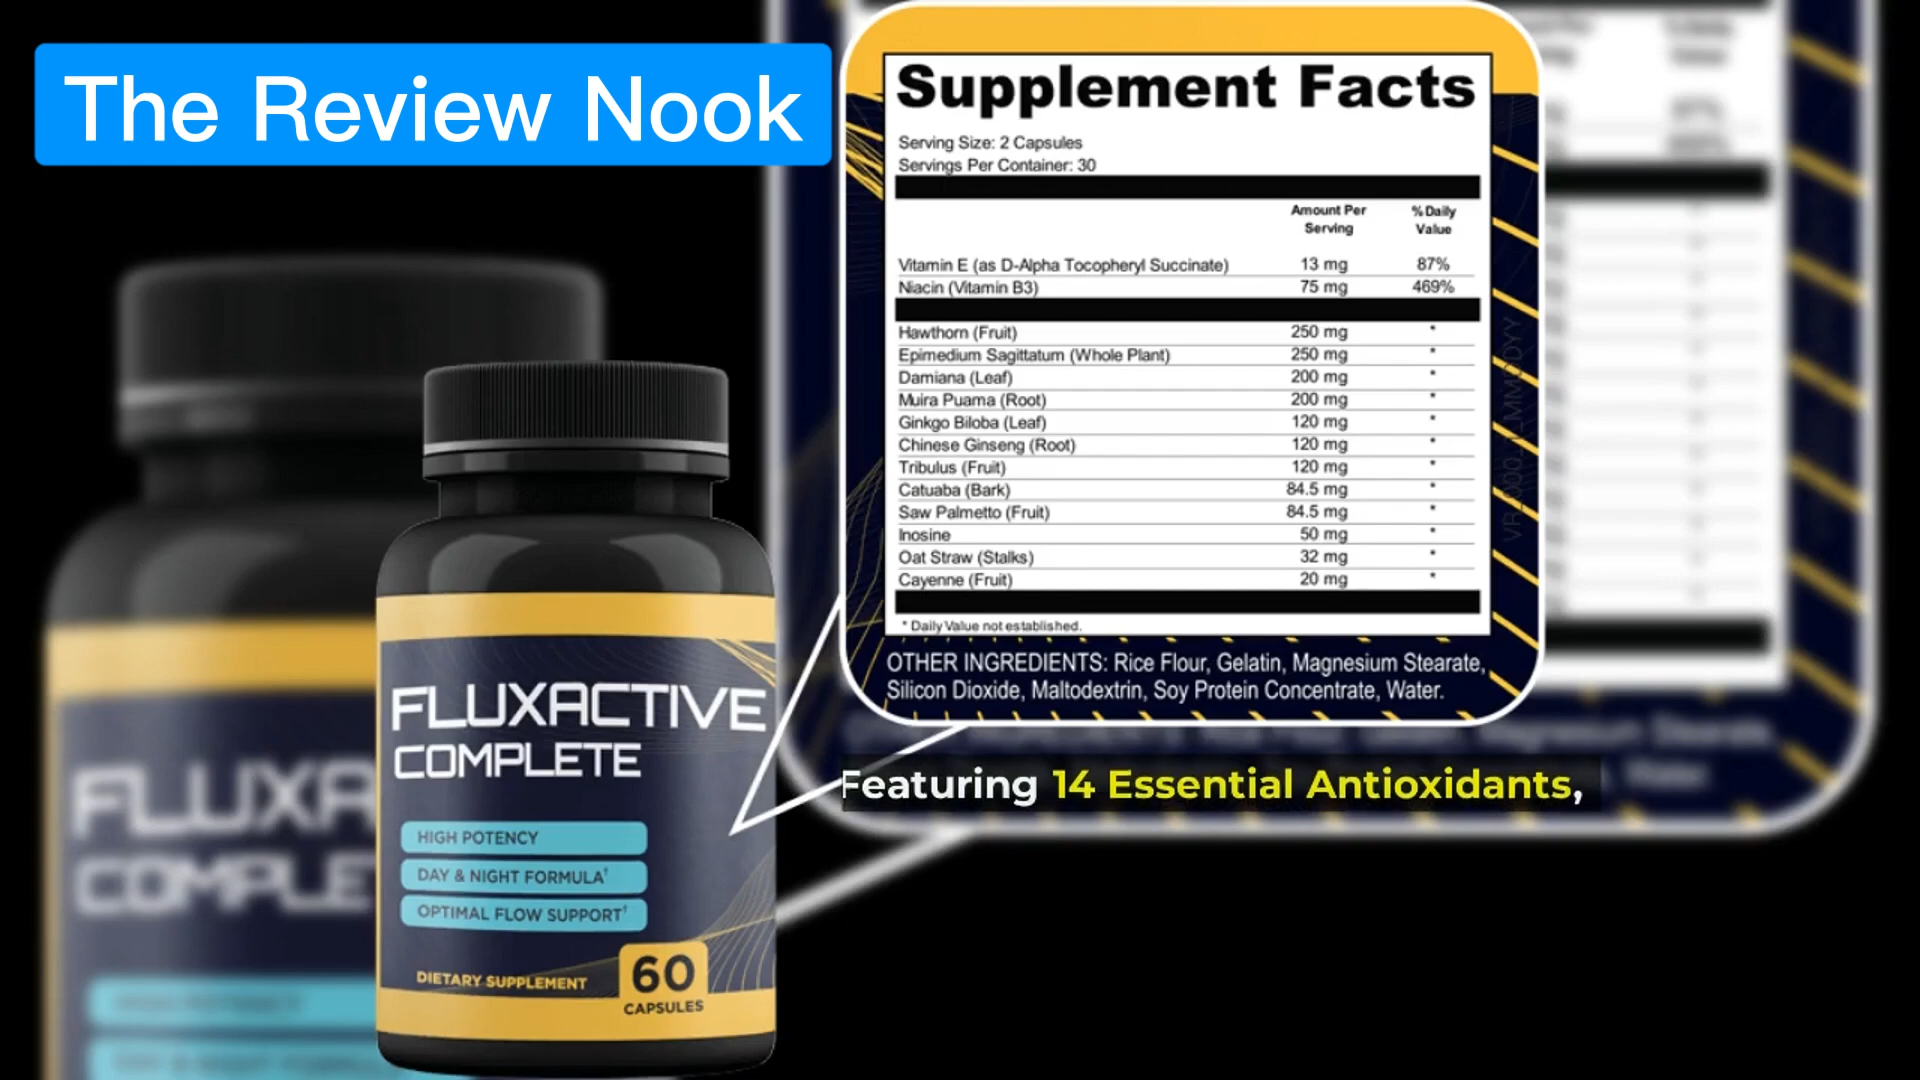 The Review Nook
Supplement Facts
Serving Size: 2 Capsules
Servings Per Container: 30
Amount Per Serving
% Daily Value
Vitamin E (as D-Alpha Tocopheryl Succinate) 13 mg 87%
Niacin (Vitamin B3) 75 mg 469%
Hawthorn (Fruit) 250 mg *
Epimedium Sagittatum (Whole Plant) 250 mg *
Damiana (Leaf) 200 mg *
Muira Puama (Root) 200 mg *
Ginkgo Biloba (Leaf) 120 mg *
Chinese Ginseng (Root) 120 mg *
Tribulus (Fruit) 120 mg *
Catuaba (Bark) 84.5 mg *
Saw Palmetto (Fruit) 84.5 mg *
Inosine 50 mg *
Oat Straw (Stalks) 32 mg *
Cayenne (Fruit) 20 mg *
* Daily Value not established.
OTHER INGREDIENTS: Rice Flour, Gelatin, Magnesium Stearate,
Silicon Dioxide, Maltodextrin, Soy Protein Concentrate, Water.
FLUXACTIVE
COMPLETE
HIGH POTENCY
DAY & NIGHT FORMULA†
OPTIMAL FLOW SUPPORT†
DIETARY SUPPLEMENT
60
CAPSULES
Featuring 14 Essential Antioxidants,